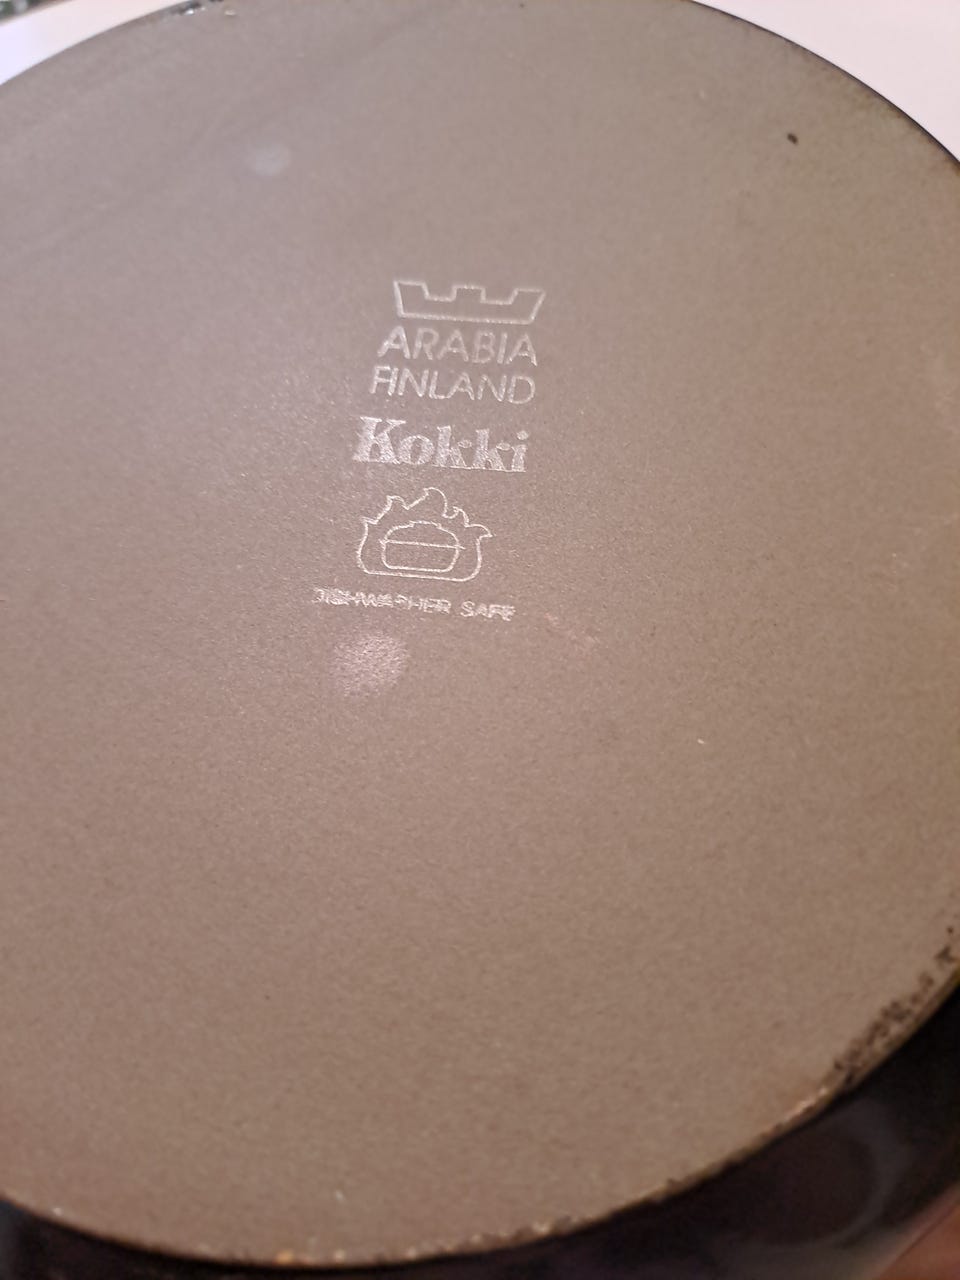 ARABIA
FINLAND
Kokki
DISHWASHER SAFE